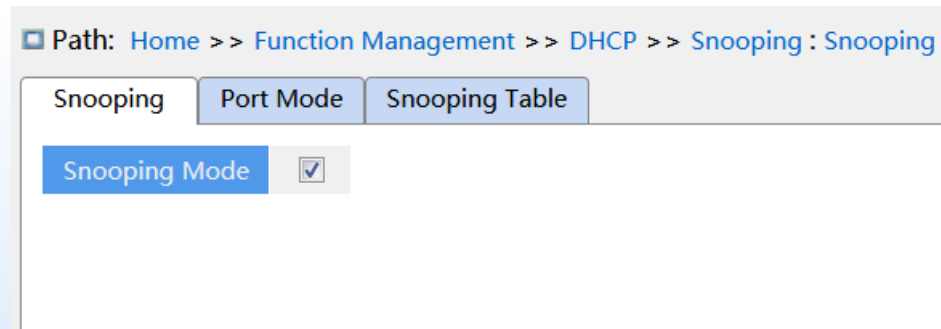 Path: Home >> Function Management >> DHCP >> Snooping : Snooping
Snooping Port Mode Snooping Table
Snooping Mode